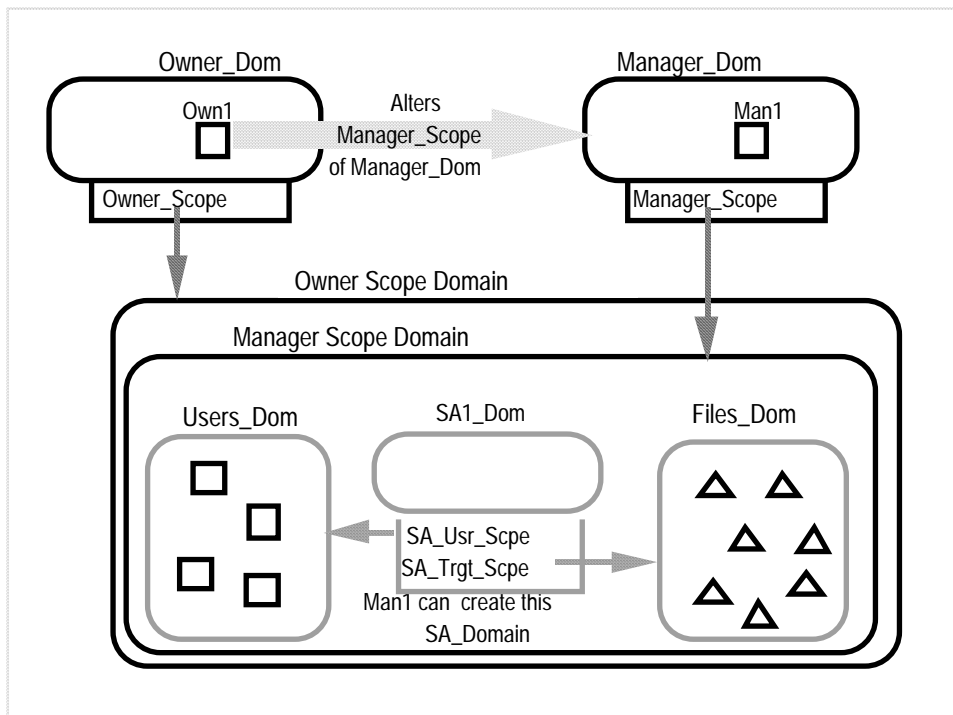 Owner_Dom
Manager_Dom
Own1
Alters
Manager_Scope
of Manager_Dom
Man1
Owner_Scope
Manager_Scope
Owner Scope Domain
Manager Scope Domain
Users_Dom
SA1_Dom
Files_Dom
SA_Usr_Scpe
SA_Trgt_Scpe
Man1 can create this
SA_Domain